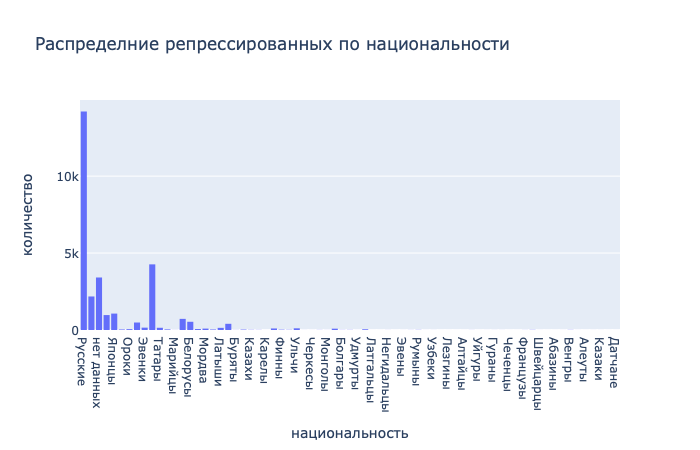 Распределние репрессированных по национальности
количество
10k
5k
0
Русские
нет данных
Японцы
Ороки
Эвенки
Татары
Марийцы
Белорусы
Мордва
Латыши
Буряты
Казахи
Карелы
Финны
Ульчи
Черкесы
Монголы
Болгары
Удмурты
Латгальцы
Негидальцы
Эвены
Румыны
Узбеки
Лезгины
Алтайцы
Уйгуры
Гураны
Чеченцы
Французы
Швейцарцы
Абазины
Венгры
Алеуты
Казаки
Датчане
национальность